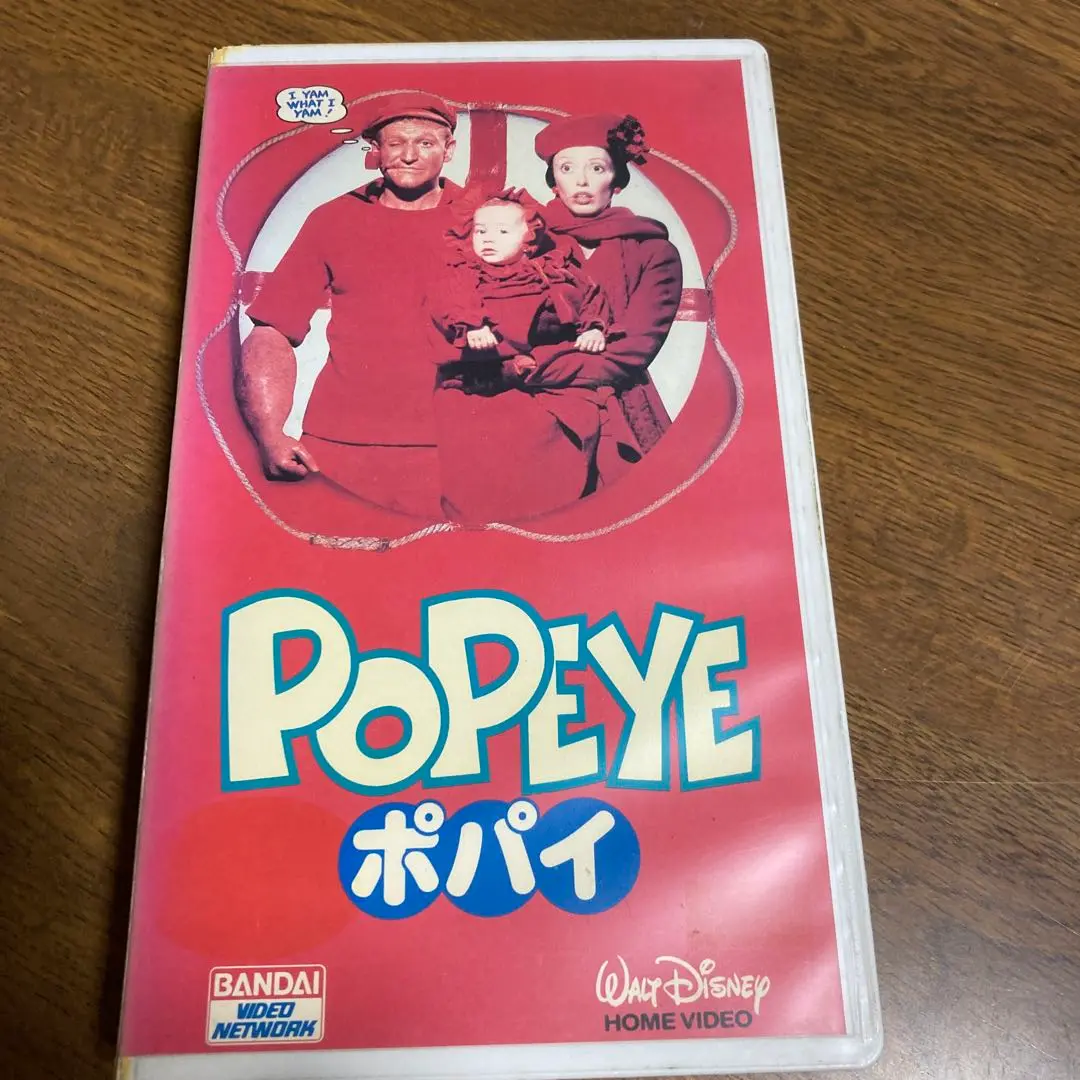 I YAM
WHAT I
YAM!
POPEYE
ポパイ
BANDAI
VIDEO
NETWORK
WALT DISNEY
HOME VIDEO